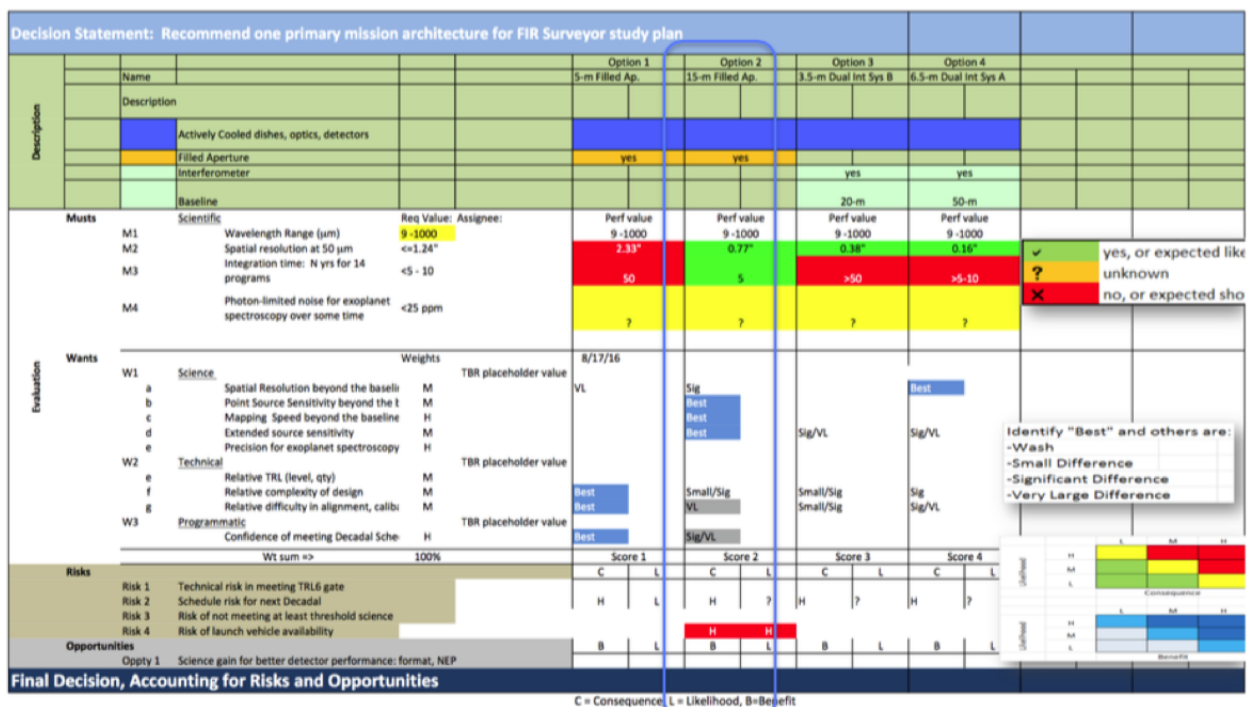 Decision Statement: Recommend one primary mission architecture for FIR Surveyor study plan
Option 1 Option 2 Option 3 Option 4
Name 5-m Filled Ap. 15-m Filled Ap. 3.5-m Dual Int Sys B 6.5-m Dual Int Sys A
Description
Description
Actively Cooled dishes, optics, detectors
Filled Aperture yes yes
Interferometer yes yes
Baseline 20-m 50-m
Musts Scientific Req Value: Assignee: Perf value Perf value Perf value Perf value
M1 Wavelength Range (μm) 9 -1000 9 -1000 9 -1000 9 -1000 9 -1000
M2 Spatial resolution at 50 μm <=1.24" 2.33" 0.77" 0.38" 0.16"
M3 Integration time: N yrs for 14 programs <5 - 10 50 5 >50 >5-10
M4 Photon-limited noise for exoplanet spectroscopy over some time <25 ppm ? ? ? ?
✓ yes, or expected like
? unknown
✕ no, or expected sho
Evaluation
Wants Weights 8/17/16
W1 Science TBR placeholder value
a Spatial Resolution beyond the baseli M VL Sig Best
b Point Source Sensitivity beyond the t M Best
c Mapping Speed beyond the baseline H Best
d Extended source sensitivity M Best Sig/VL Sig/VL
e Precision for exoplanet spectroscopy H
W2 Technical TBR placeholder value
e Relative TRL (level, qty) M
f Relative complexity of design M Best Small/Sig Small/Sig Sig
g Relative difficulty in alignment, calib M Best VL Small/Sig Sig/VL
W3 Programmatic TBR placeholder value
Confidence of meeting Decadal Sche H Best Sig/VL
Wt sum => 100% Score 1 Score 2 Score 3 Score 4
Identify "Best" and others are:
-Wash
-Small Difference
-Significant Difference
-Very Large Difference
Risks C L C L C L C L
Risk 1 Technical risk in meeting TRL6 gate
Risk 2 Schedule risk for next Decadal H L H ? H ? H ?
Risk 3 Risk of not meeting at least threshold science
Risk 4 Risk of launch vehicle availability H H
Opportunities B L B L B L B L
Oppty 1 Science gain for better detector performance: format, NEP
L M H
H
M
L
Likelihood
Consequence
L M H
H
M
L
Likelihood
Benefit
Final Decision, Accounting for Risks and Opportunities
C = Consequence, L = Likelihood, B=Benefit